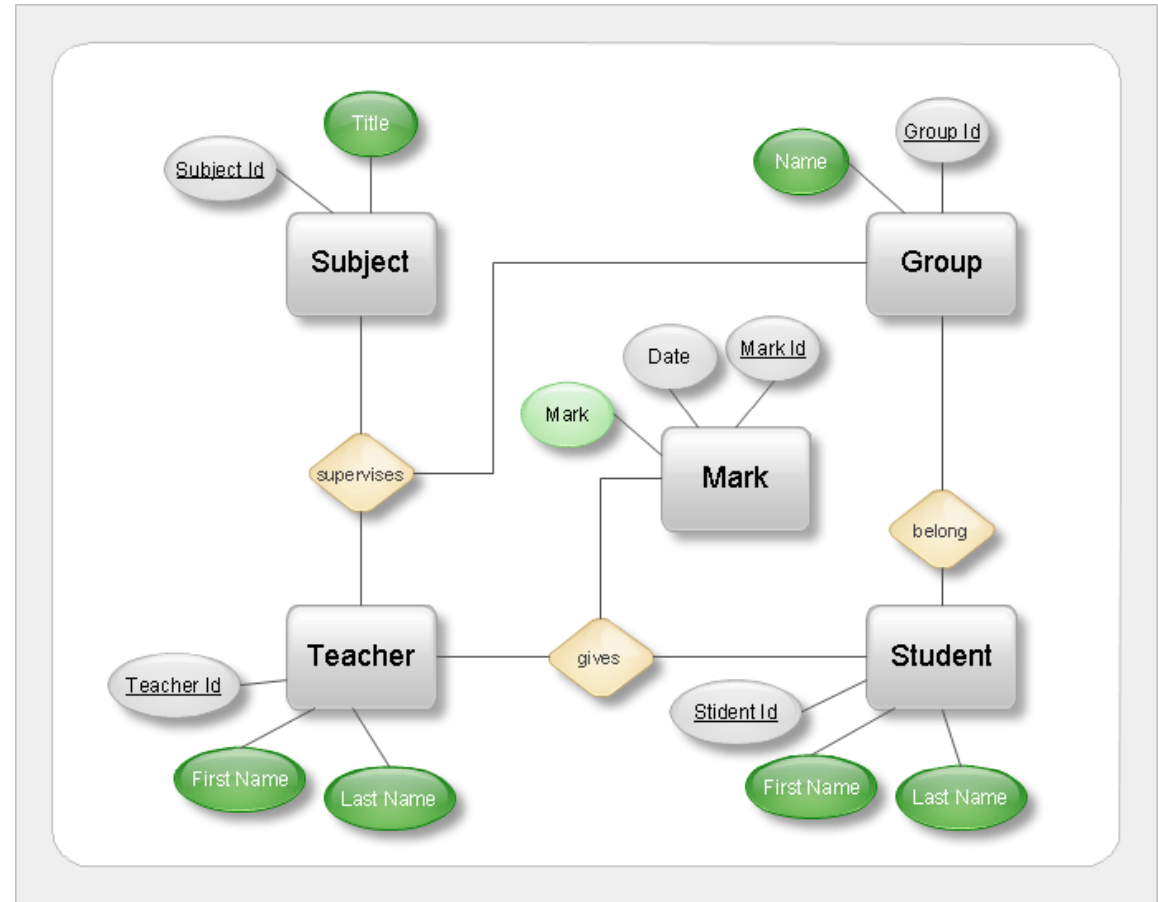 Title
Group Id
Subject Id
Name
Subject
Group
Date
Mark Id
Mark
Mark
supervises
belong
Teacher
gives
Student
Teacher Id
Stident Id
First Name
Last Name
First Name
Last Name